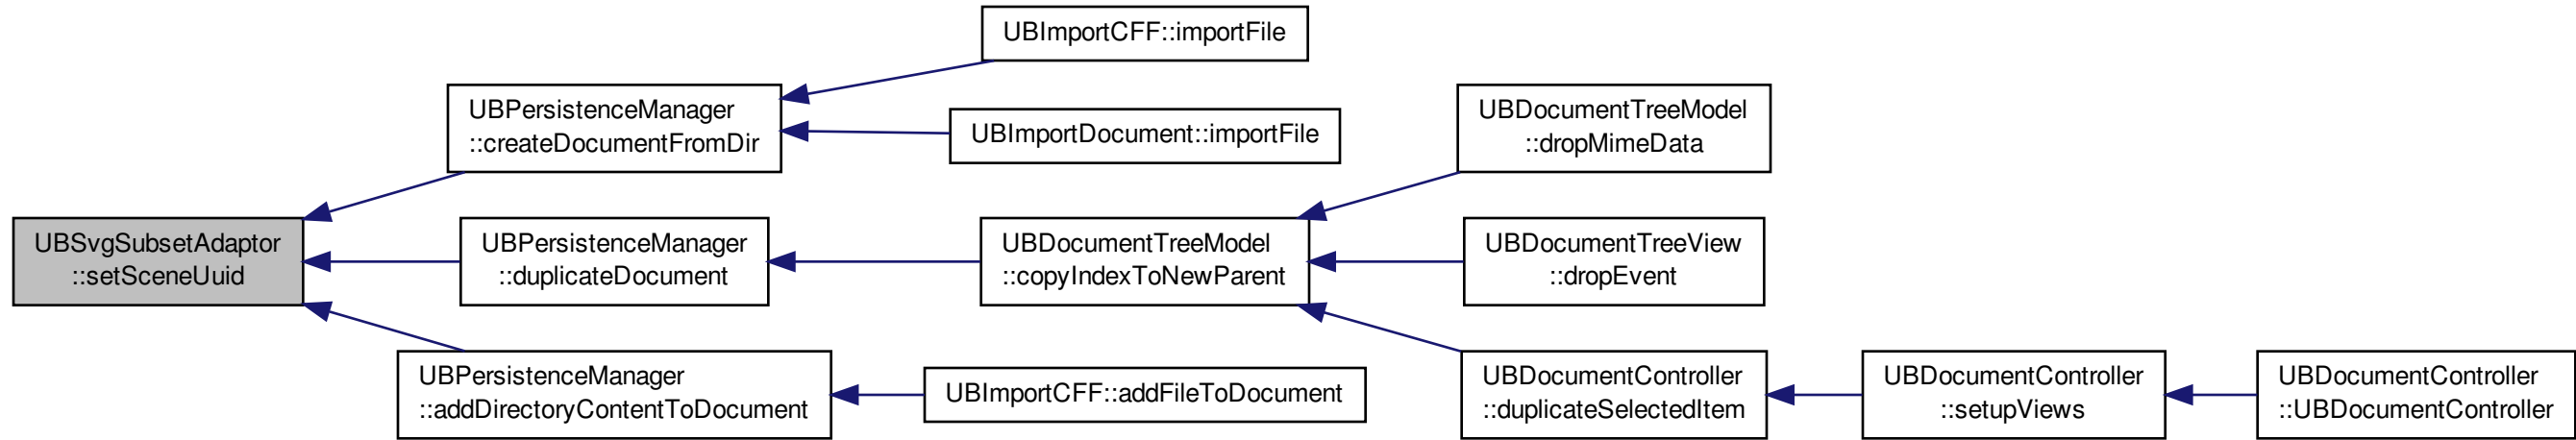 UBImportCFF::importFile
UBPersistenceManager
::createDocumentFromDir
UBImportDocument::importFile
UBDocumentTreeModel
::dropMimeData
UBSvgSubsetAdaptor
::setSceneUuid
UBPersistenceManager
::duplicateDocument
UBDocumentTreeModel
::copyIndexToNewParent
UBDocumentTreeView
::dropEvent
UBPersistenceManager
::addDirectoryContentToDocument
UBImportCFF::addFileToDocument
UBDocumentController
::duplicateSelectedItem
UBDocumentController
::setupViews
UBDocumentController
::UBDocumentController